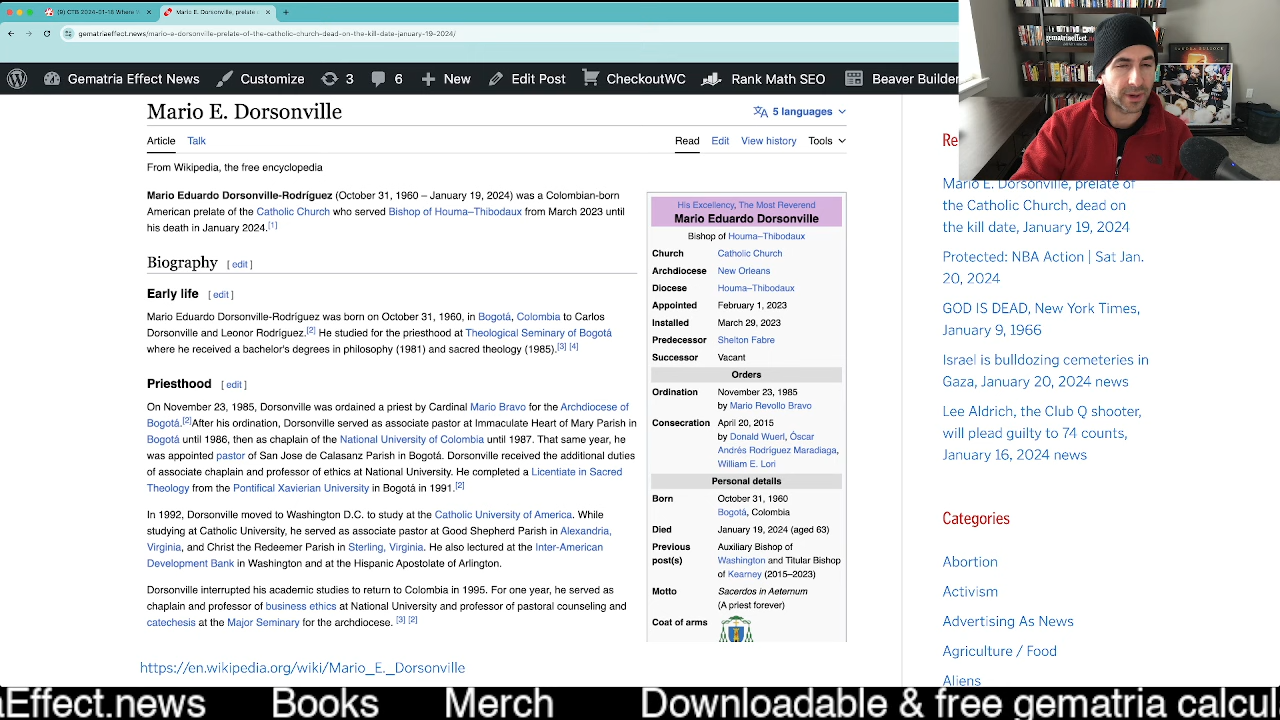 (9) CTB 2024-01-18 Where
Mario E. Dorsonville, prelate
gematriaeffect.news/mario-e-dorsonville-prelate-of-the-catholic-church-dead-on-the-kill-date-january-19-2024/
Gematria Effect News Customize 3 6 New Edit Post CheckoutWC Rank Math SEO Beaver Builder
Mario E. Dorsonville
5 languages
Article Talk
Read Edit View history Tools
From Wikipedia, the free encyclopedia
Mario Eduardo Dorsonville-Rodríguez (October 31, 1960 – January 19, 2024) was a Colombian-born
American prelate of the Catholic Church who served Bishop of Houma–Thibodaux from March 2023 until
his death in January 2024.[1]
Biography [ edit ]
Early life [ edit ]
Mario Eduardo Dorsonville-Rodríguez was born on October 31, 1960, in Bogotá, Colombia to Carlos
Dorsonville and Leonor Rodríguez.[2] He studied for the priesthood at Theological Seminary of Bogotá
where he received a bachelor's degrees in philosophy (1981) and sacred theology (1985).[3] [4]
Priesthood [ edit ]
On November 23, 1985, Dorsonville was ordained a priest by Cardinal Mario Bravo for the Archdiocese of
Bogotá.[2]After his ordination, Dorsonville served as associate pastor at Immaculate Heart of Mary Parish in
Bogotá until 1986, then as chaplain of the National University of Colombia until 1987. That same year, he
was appointed pastor of San Jose de Calasanz Parish in Bogotá. Dorsonville received the additional duties
of associate chaplain and professor of ethics at National University. He completed a Licentiate in Sacred
Theology from the Pontifical Xavierian University in Bogotá in 1991.[2]
In 1992, Dorsonville moved to Washington D.C. to study at the Catholic University of America. While
studying at Catholic University, he served as associate pastor at Good Shepherd Parish in Alexandria,
Virginia, and Christ the Redeemer Parish in Sterling, Virginia. He also lectured at the Inter-American
Development Bank in Washington and at the Hispanic Apostolate of Arlington.
Dorsonville interrupted his academic studies to return to Colombia in 1995. For one year, he served as
chaplain and professor of business ethics at National University and professor of pastoral counseling and
catechesis at the Major Seminary for the archdiocese. [3] [2]
https://en.wikipedia.org/wiki/Mario_E._Dorsonville
His Excellency, The Most Reverend
Mario Eduardo Dorsonville
Bishop of Houma–Thibodaux
Church Catholic Church
Archdiocese New Orleans
Diocese Houma–Thibodaux
Appointed February 1, 2023
Installed March 29, 2023
Predecessor Shelton Fabre
Successor Vacant
Orders
Ordination November 23, 1985
by Mario Revollo Bravo
Consecration April 20, 2015
by Donald Wuerl, Óscar
Andrés Rodríguez Maradiaga,
William E. Lori
Personal details
Born October 31, 1960
Bogotá, Colombia
Died January 19, 2024 (aged 63)
Previous Auxiliary Bishop of
post(s) Washington and Titular Bishop
of Kearney (2015–2023)
Motto Sacerdos in Aeternum
(A priest forever)
Coat of arms
Re
Mario E. Dorsonville, prelate of
the Catholic Church, dead on
the kill date, January 19, 2024
Protected: NBA Action | Sat Jan.
20, 2024
GOD IS DEAD, New York Times,
January 9, 1966
Israel is bulldozing cemeteries in
Gaza, January 20, 2024 news
Lee Aldrich, the Club Q shooter,
will plead guilty to 74 counts,
January 16, 2024 news
Categories
Abortion
Activism
Advertising As News
Agriculture / Food
Aliens
gematriaeffect.news
SANDRA BULLOCK
aEffect.news Books Merch Downloadable & free gematria calcul